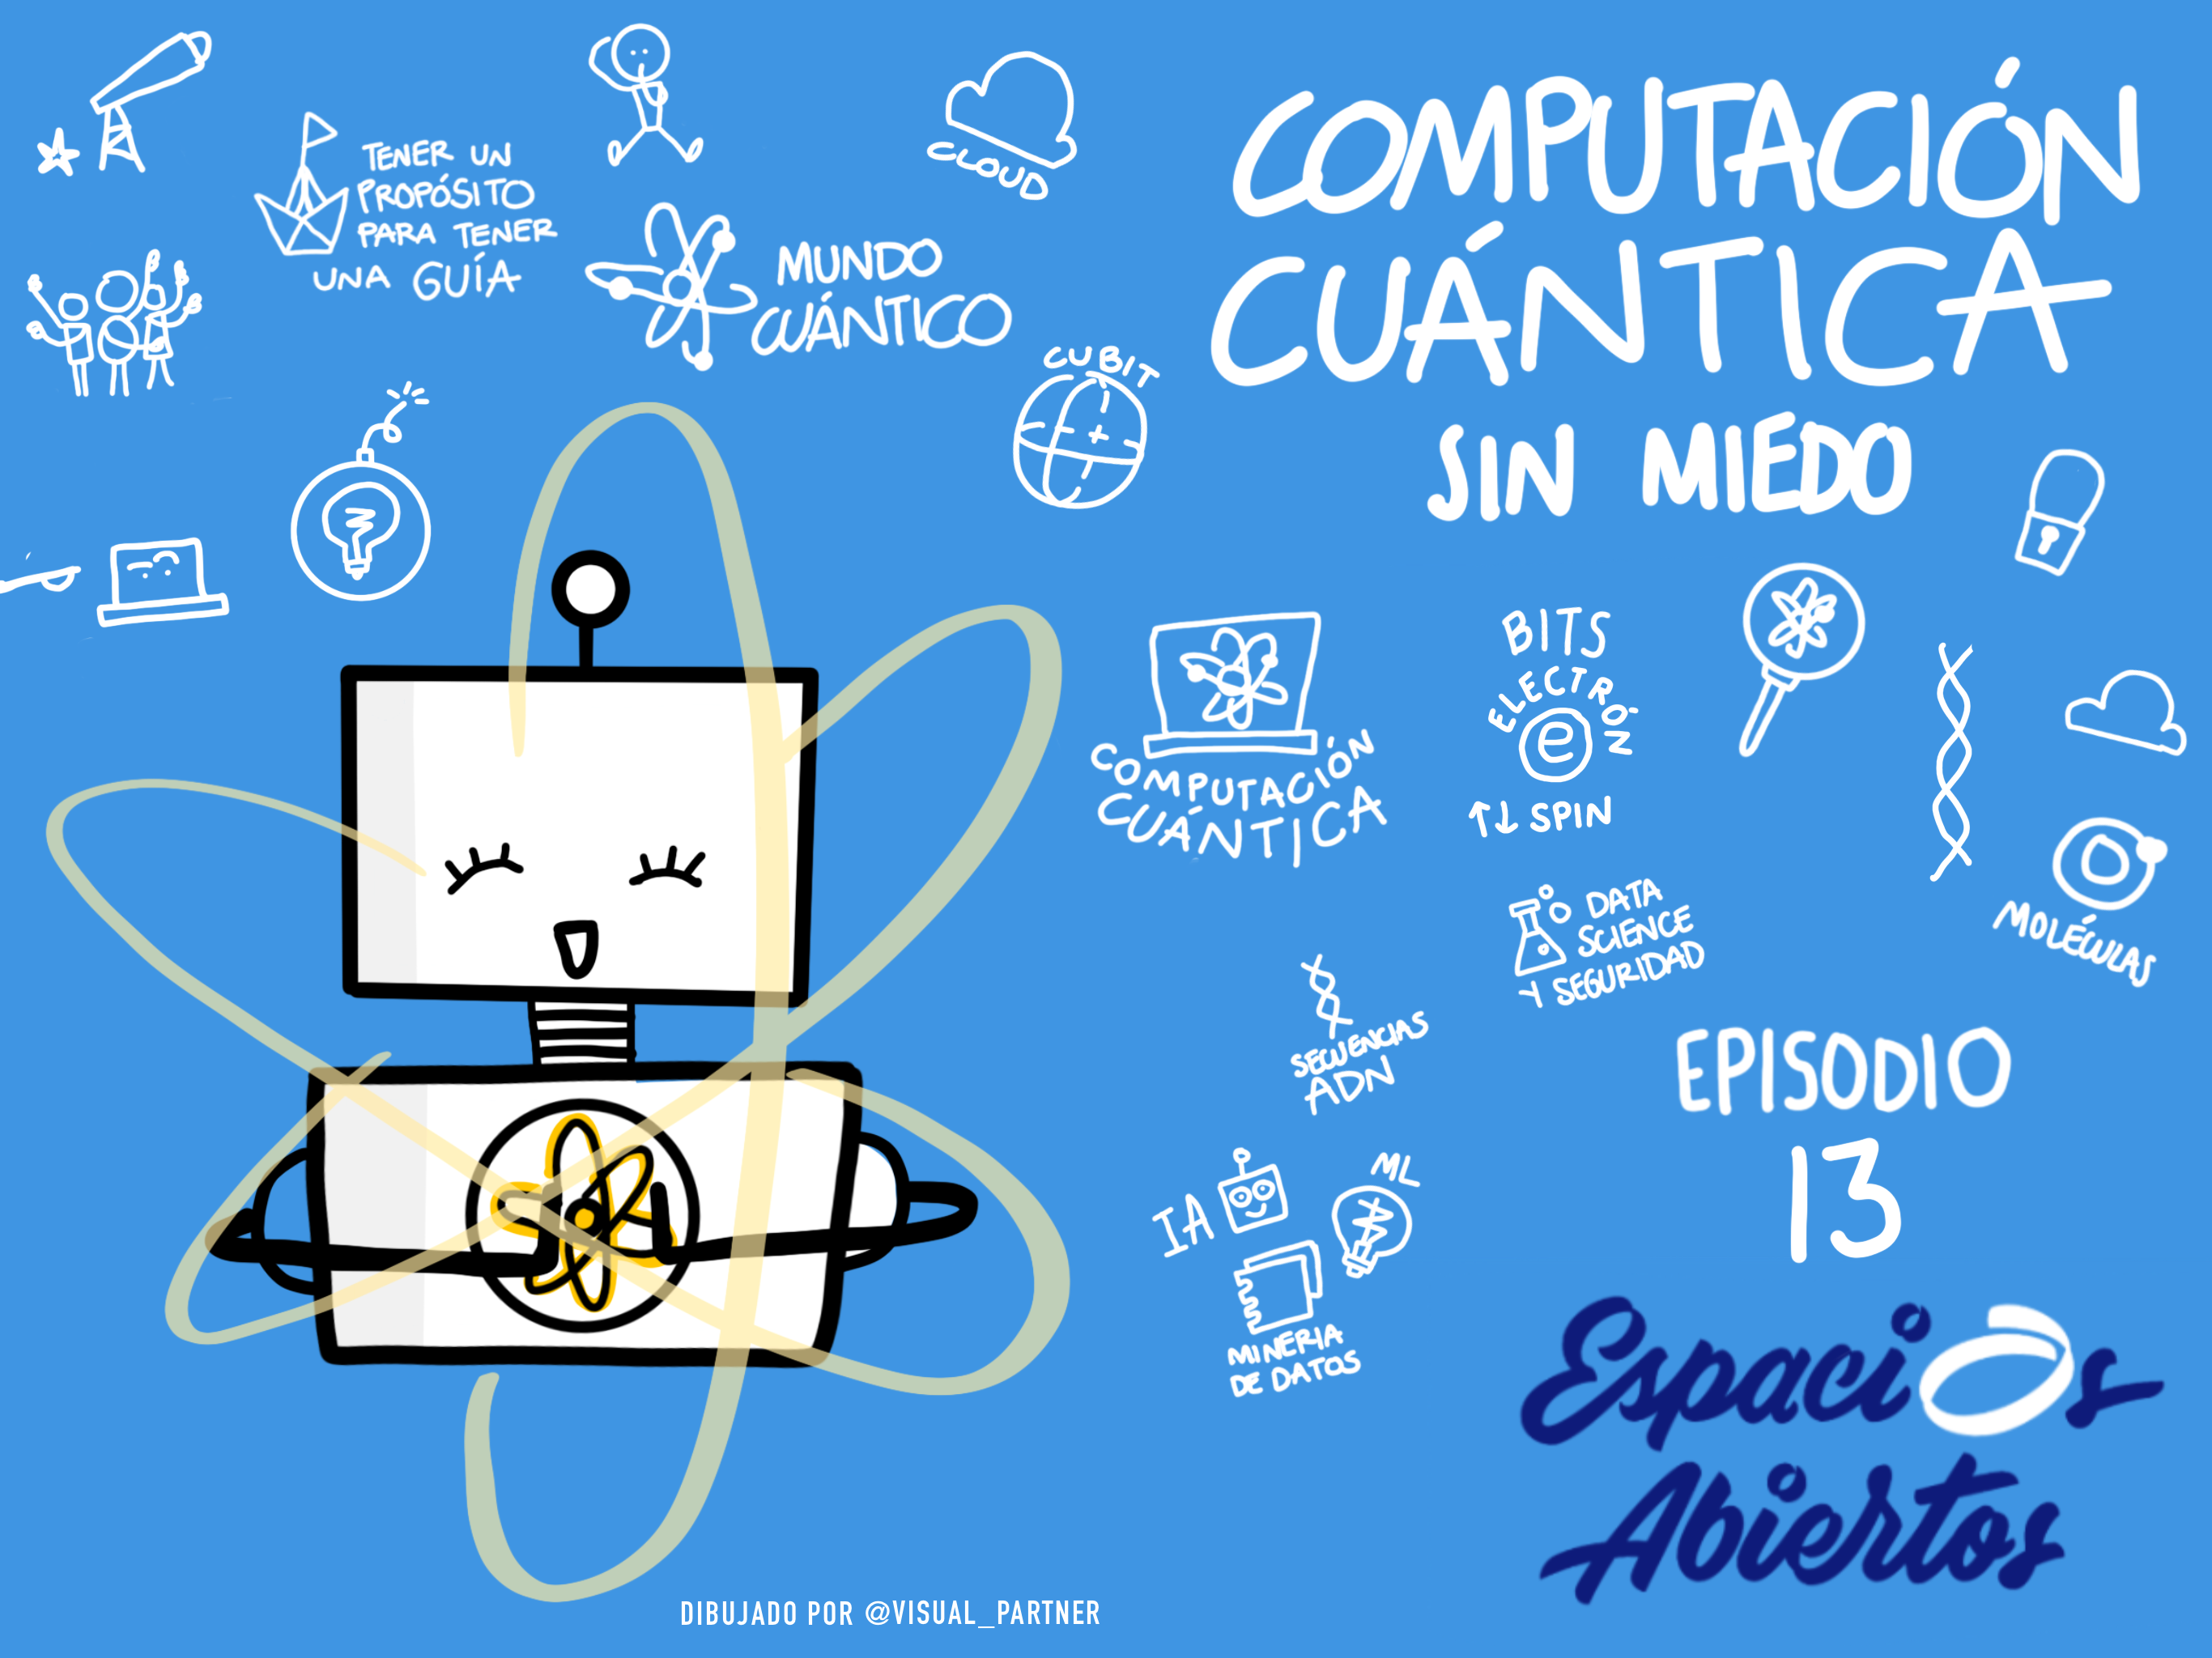 COMPUTACIÓN
CUÁNTICA
SIN MIEDO
TENER UN
PROPÓSITO
PARA TENER
UNA GUÍA
MUNDO
CUÁNTICO
CLOUD
CUBIT
COMPUTACIÓN
CUÁNTICA
BITS
ELECTRÓN
e
↑↓ SPIN
DATA
SCIENCE
Y SEGURIDAD
MOLÉCULAS
SECUENCIAS
ADN
IA
ML
MINERIA
DE DATOS
EPISODIO
13
Espacios
Abiertos
DIBUJADO POR @VISUAL_PARTNER